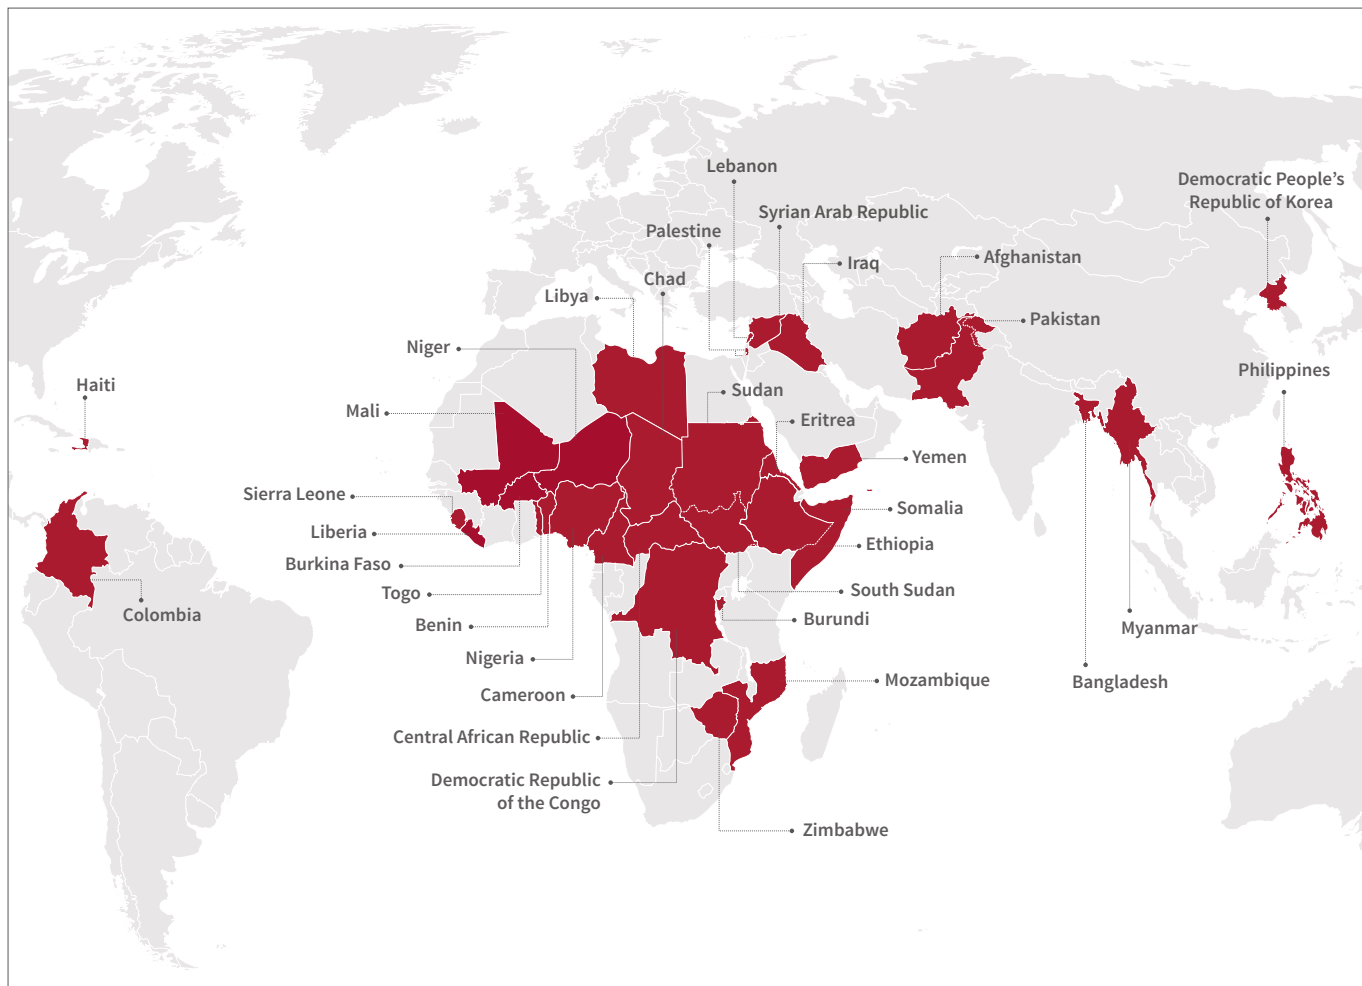 Lebanon
Democratic People’s
Republic of Korea
Syrian Arab Republic
Palestine
Afghanistan
Iraq
Chad
Libya
Pakistan
Niger
Philippines
Haiti
Sudan
Mali
Eritrea
Yemen
Sierra Leone
Somalia
Liberia
Ethiopia
Burkina Faso
South Sudan
Togo
Colombia
Burundi
Benin
Myanmar
Nigeria
Mozambique
Bangladesh
Cameroon
Central African Republic
Democratic Republic
of the Congo
Zimbabwe